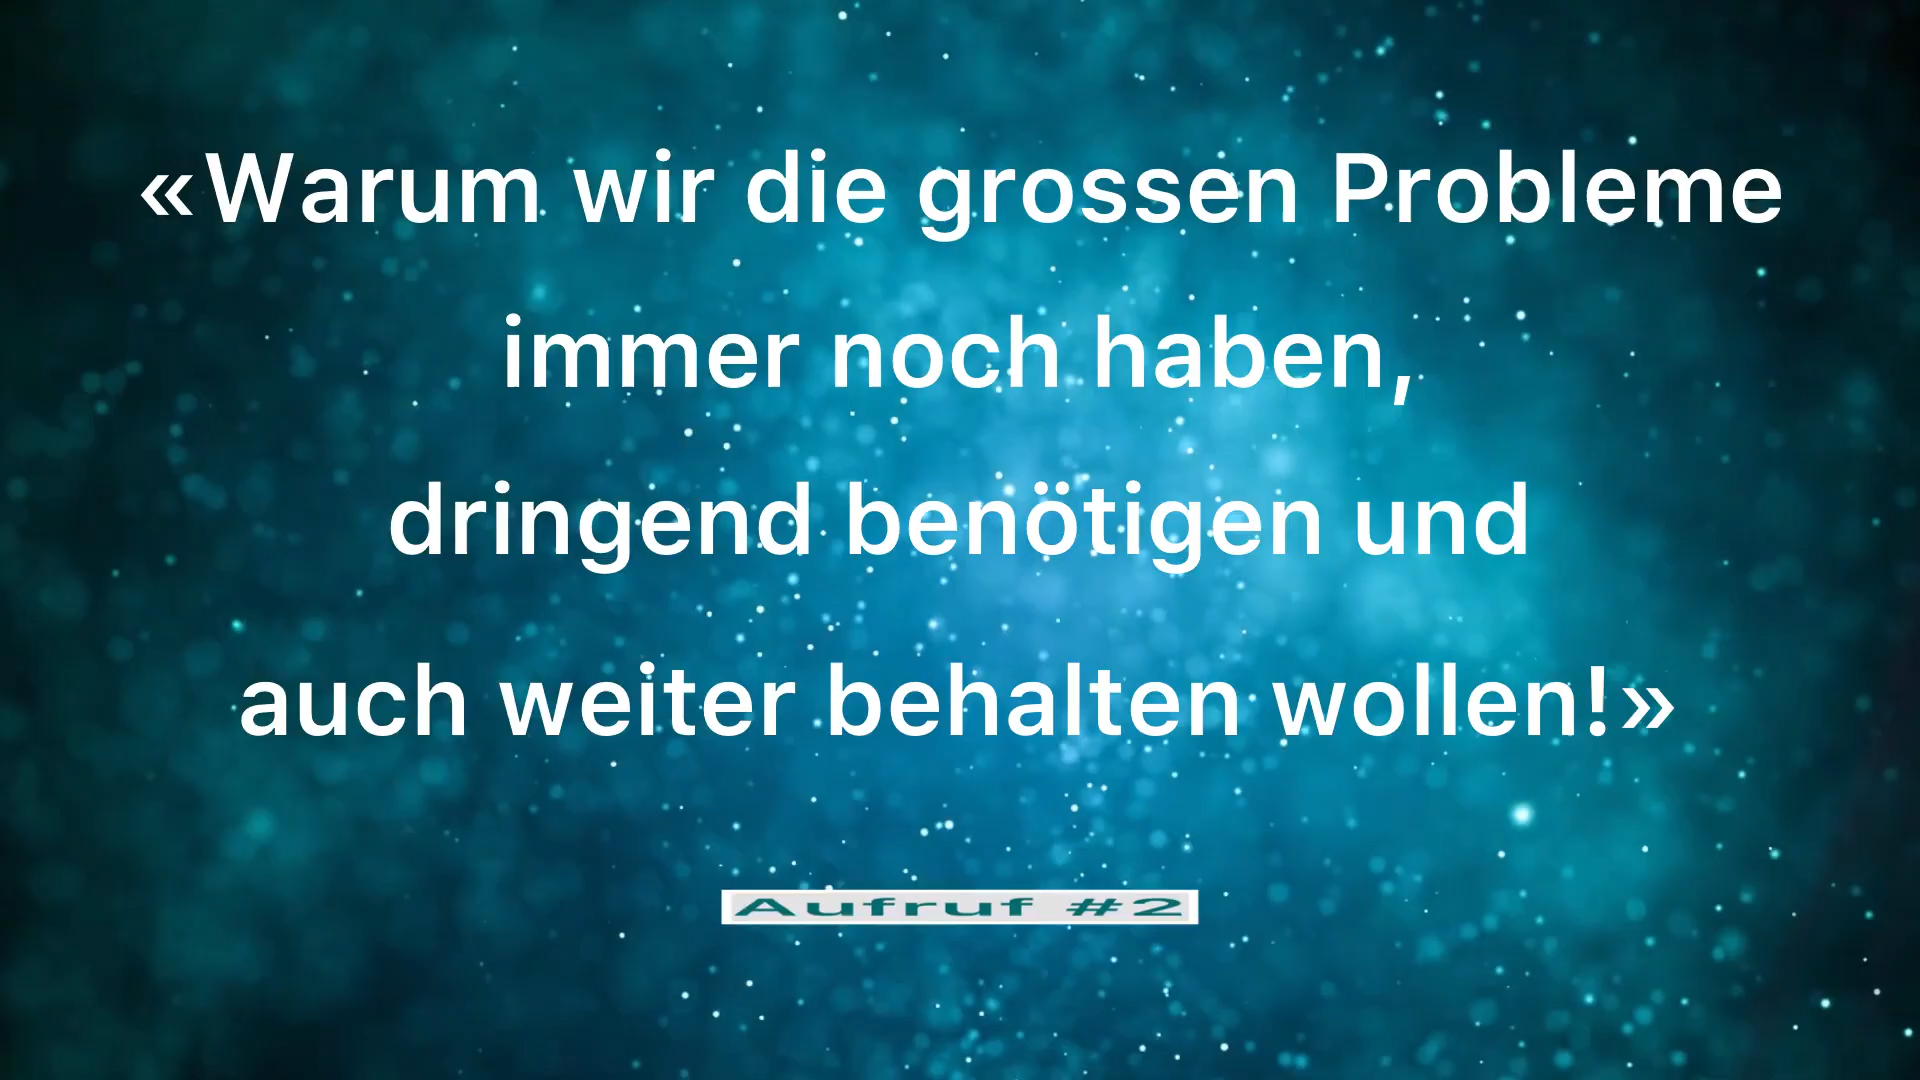 «Warum wir die grossen Probleme
immer noch haben,
dringend benötigen und
auch weiter behalten wollen!»
Aufruf #2